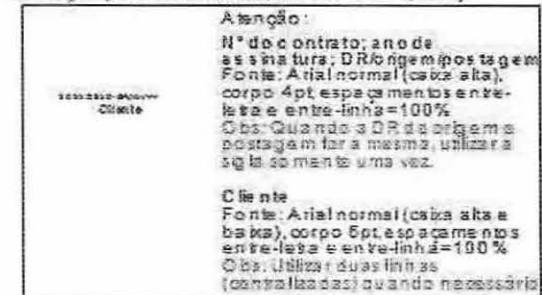 Atenção:
N° do contrato; ano de
assinatura; DR/origem/postagem
Fonte: Arial normal (caixa alta),
corpo 4pt, espaçamentos entre-
letra e entre-linha=100%
Obs: Quando a DR da origem e
postagem for a mesma, utilizar a
sigla somente uma vez.
Cliente
Cliente
Fonte: Arial normal (caixa alta e
baixa), corpo 6pt, espaçamentos
entre-letra e entre-linha=100%
Obs: Utilizar duas linhas
(centralizadas) quando necessário